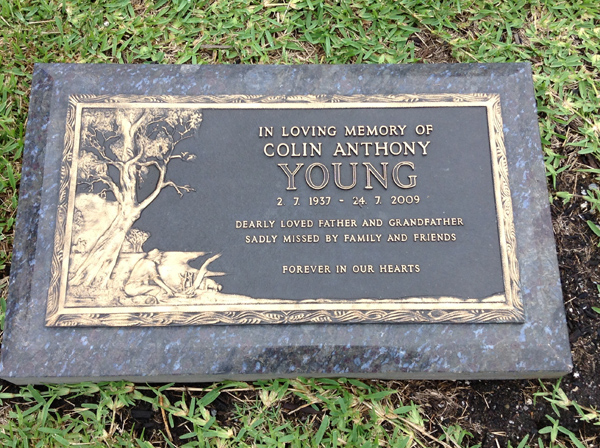 IN LOVING MEMORY OF
COLIN ANTHONY
YOUNG
2. 7. 1937 - 24. 7. 2009
DEARLY LOVED FATHER AND GRANDFATHER
SADLY MISSED BY FAMILY AND FRIENDS
FOREVER IN OUR HEARTS